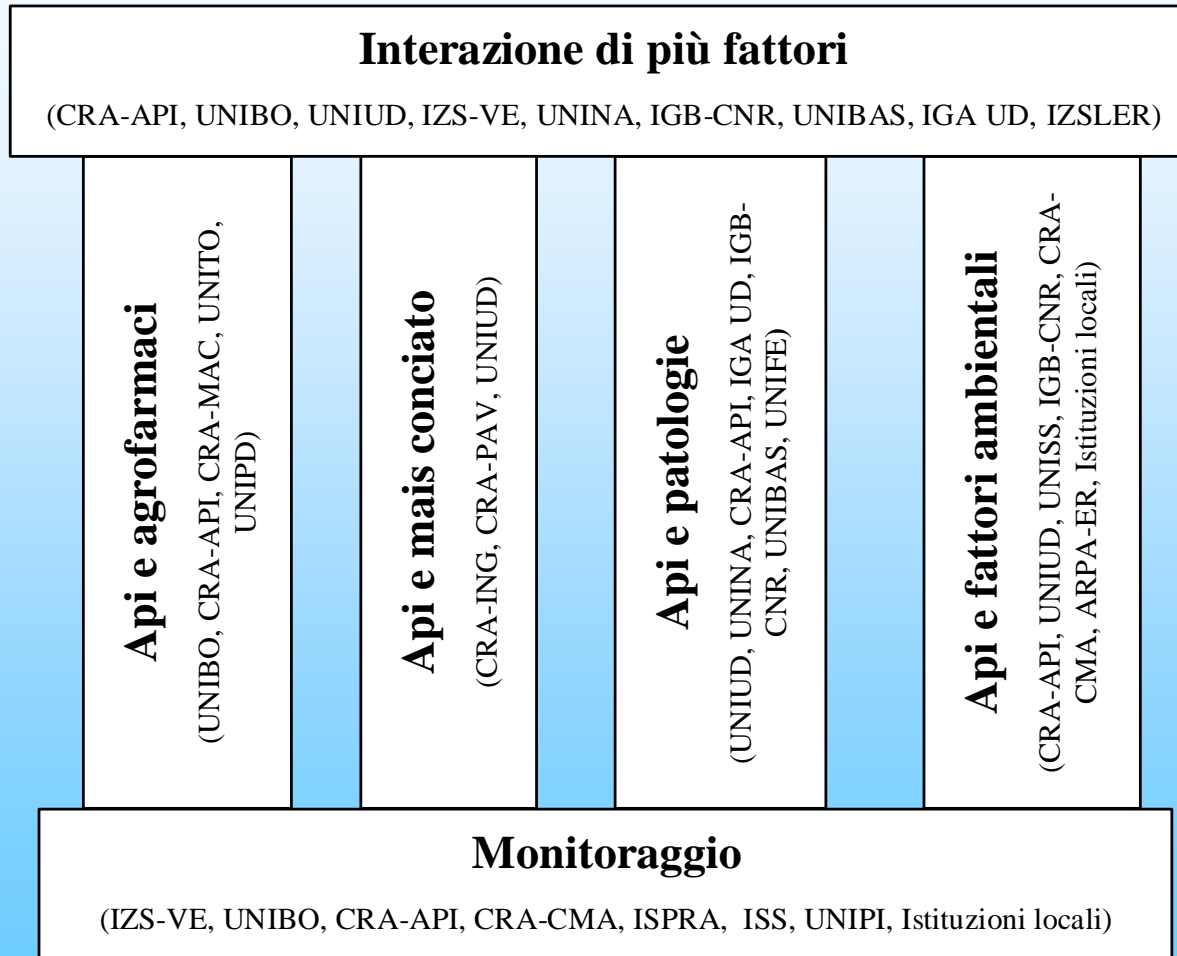 Interazione di più fattori
(CRA-API, UNIBO, UNIUD, IZS-VE, UNINA, IGB-CNR, UNIBAS, IGA UD, IZSLER)
Api e agrofarmaci
(UNIBO, CRA-API, CRA-MAC, UNITO,
UNIPD)
Api e mais conciato
(CRA-ING, CRA-PAV, UNIUD)
Api e patologie
(UNIUD, UNINA, CRA-API, IGA UD, IGB-
CNR, UNIBAS, UNIFE)
Api e fattori ambientali
(CRA-API, UNIUD, UNISS, IGB-CNR, CRA-
CMA, ARPA-ER, Istituzioni locali)
Monitoraggio
(IZS-VE, UNIBO, CRA-API, CRA-CMA, ISPRA, ISS, UNIPI, Istituzioni locali)